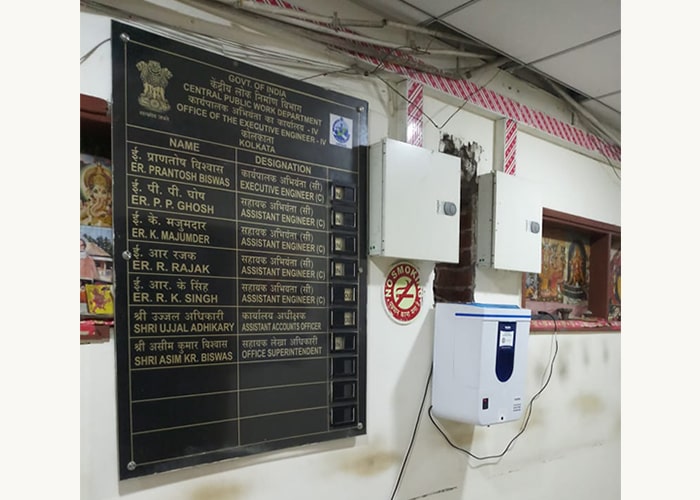 GOVT. OF INDIA
केंद्रीय लोक निर्माण विभाग
CENTRAL PUBLIC WORK DEPARTMENT
कार्यपालक अभियंता का कार्यालय - IV
OFFICE OF THE EXECUTIVE ENGINEER - IV
कोलकाता
KOLKATA
NAME DESIGNATION
ई. प्राणतोष विश्वास कार्यपालक अभियंता (सी)
ER. PRANTOSH BISWAS EXECUTIVE ENGINEER (C)
ई. पी. पी. घोष सहायक अभियंता (सी)
ER. P. P. GHOSH ASSISTANT ENGINEER (C)
ई. के. मजुमदार सहायक अभियंता (सी)
ER. K. MAJUMDER ASSISTANT ENGINEER (C)
ई. आर रजक सहायक अभियंता (सी)
ER. R. RAJAK ASSISTANT ENGINEER (C)
ई. आर. के सिंह सहायक अभियंता (सी)
ER. R. K. SINGH ASSISTANT ENGINEER (C)
श्री उज्जल अधिकारी कार्यालय अधीक्षक
SHRI UJJAL ADHIKARY ASSISTANT ACCOUNTS OFFICER
श्री असीम कुमार विश्वास सहायक लेखा अधिकारी
SHRI ASIM KR. BISWAS OFFICE SUPERINTENDENT
NO SMOKING